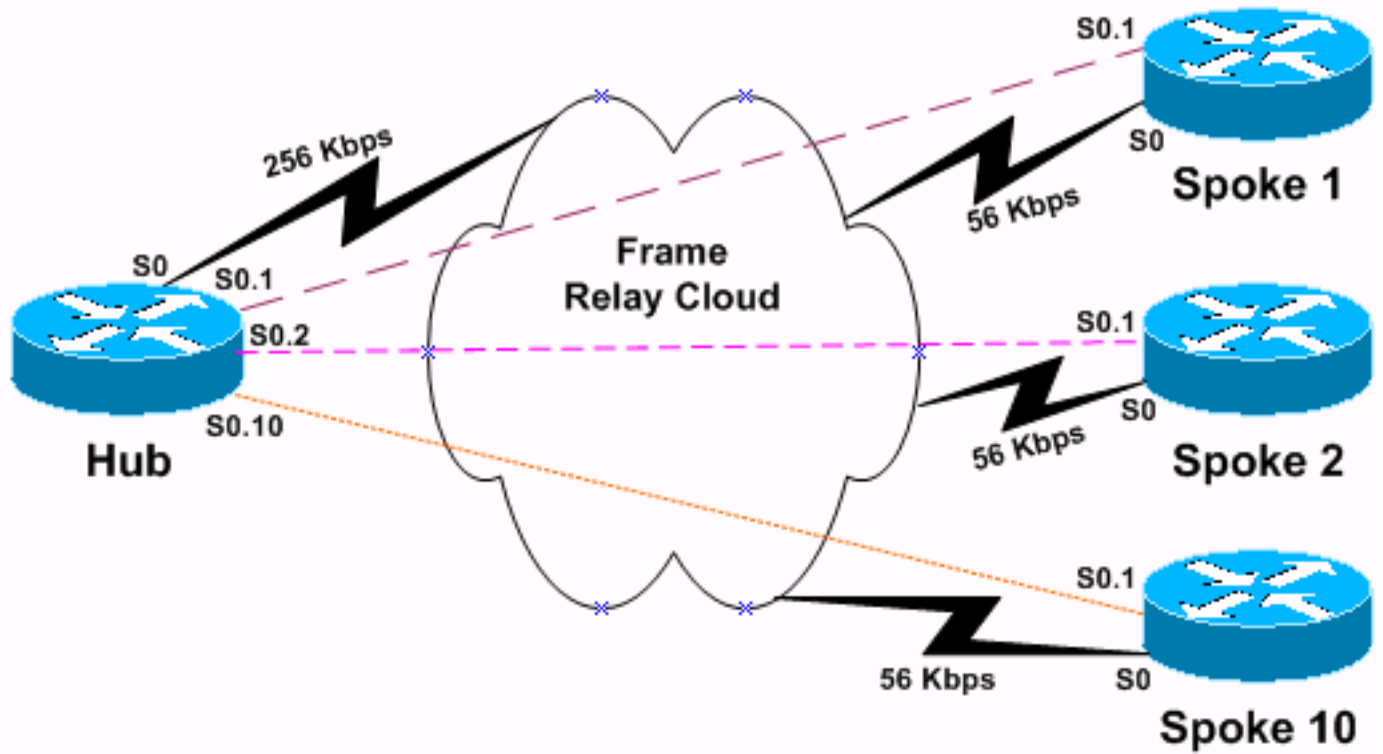 S0.1
256 Kbps
S0
Spoke 1
56 Kbps
Frame
Relay Cloud
S0
S0.1
S0.2
S0.10
Hub
S0.1
S0
56 Kbps
Spoke 2
S0.1
56 Kbps
S0
Spoke 10